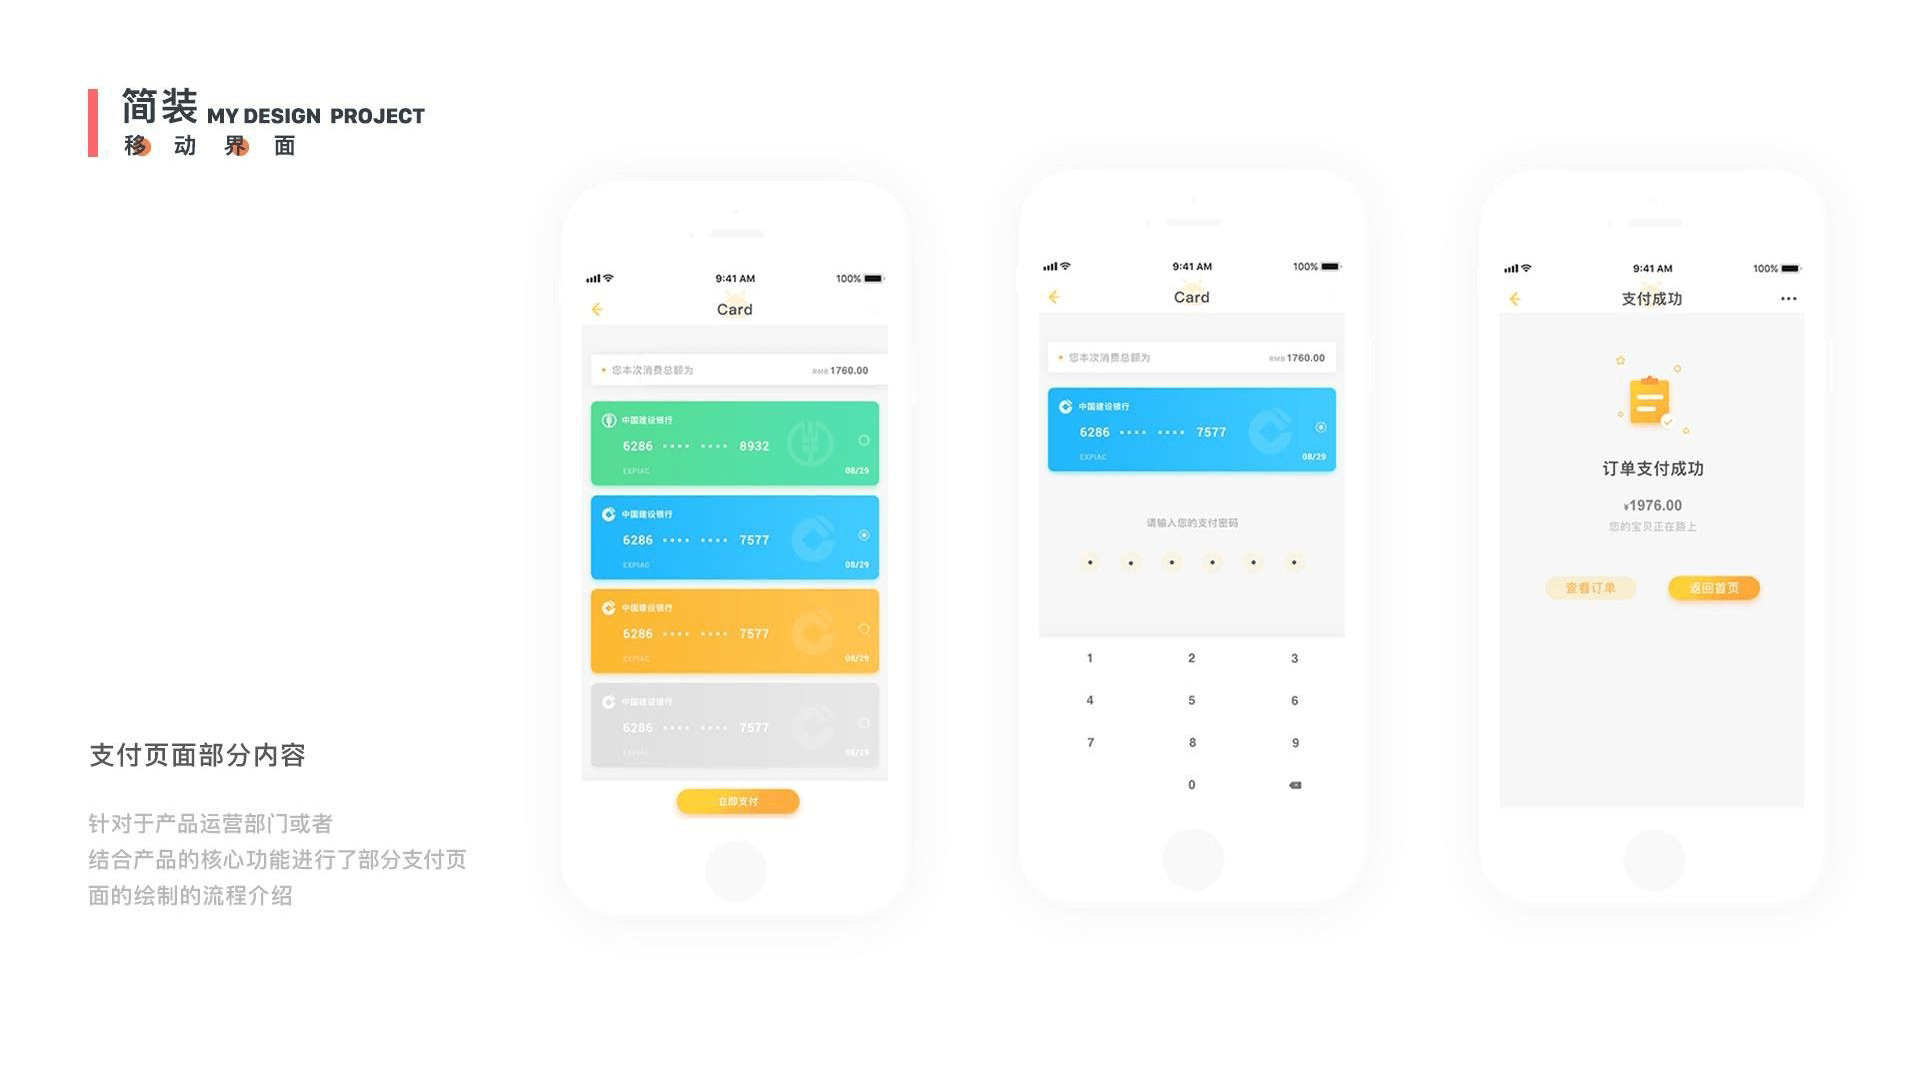 简装 MY DESIGN PROJECT
移动界面
9:41 AM 100%
Card
您本次消费总额为 RMB 1760.00
中国建设银行
6286 •••• •••• 8932
EXPIAC 08/29
中国建设银行
6286 •••• •••• 7577
EXPIAC 08/29
中国建设银行
6286 •••• •••• 7577
EXPIAC 08/29
中国建设银行
6286 •••• •••• 7577
EXPIAC 08/29
立即支付
9:41 AM 100%
Card
您本次消费总额为 RMB 1760.00
中国建设银行
6286 •••• •••• 7577
EXPIAC 08/29
请输入您的支付密码
1 2 3
4 5 6
7 8 9
0
9:41 AM 100%
支付成功
订单支付成功
¥1976.00
您的宝贝正在路上
查看订单 返回首页
支付页面部分内容
针对于产品运营部门或者
结合产品的核心功能进行了部分支付页
面的绘制的流程介绍